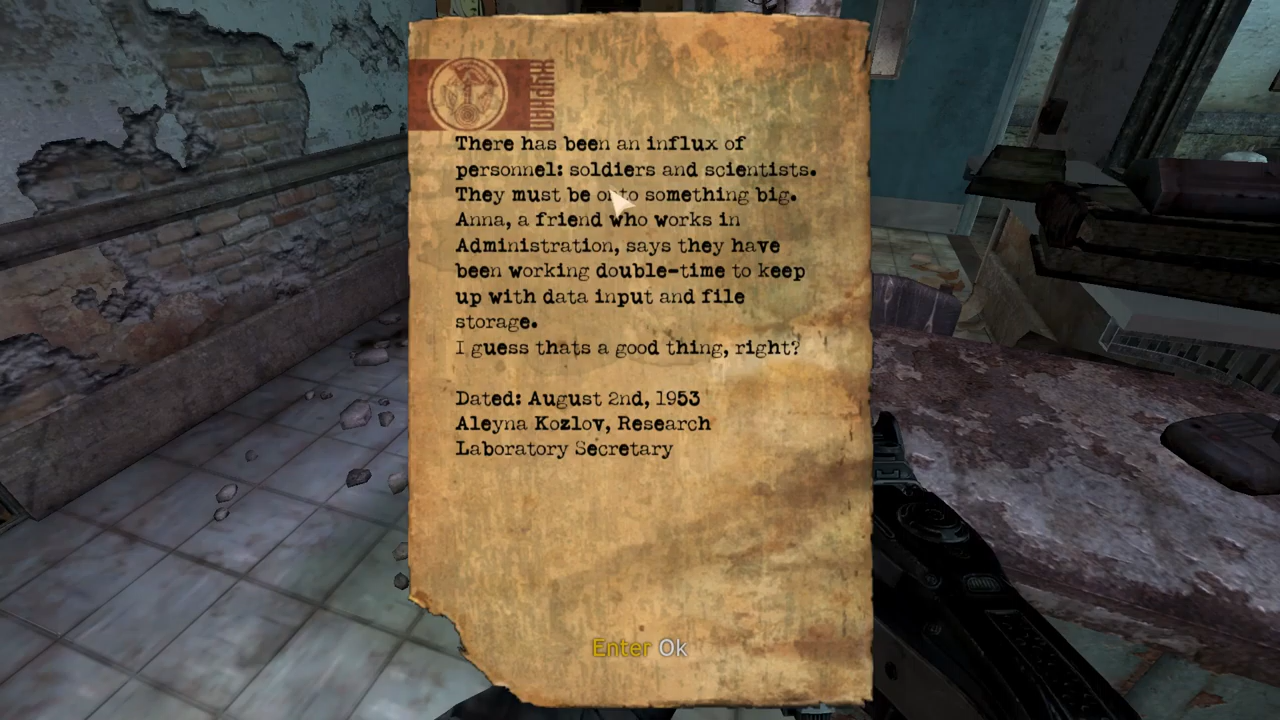 There has been an influx of
personnel: soldiers and scientists.
They must be onto something big.
Anna, a friend who works in
Administration, says they have
been working double-time to keep
up with data input and file
storage.
I guess thats a good thing, right?
Dated: August 2nd, 1953
Aleyna Kozlov, Research
Laboratory Secretary
Enter Ok